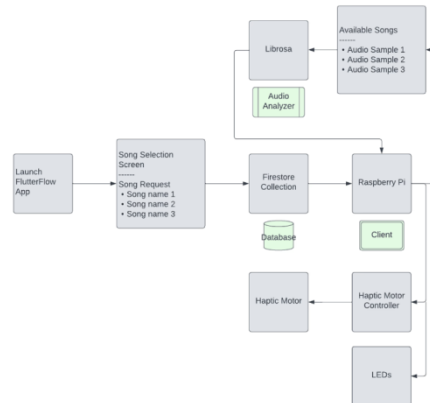 Available Songs
------
• Audio Sample 1
• Audio Sample 2
• Audio Sample 3
Librosa
Audio
Analyzer
Launch
FlutterFlow
App
Song Selection
Screen
------
Song Request
• Song name 1
• Song name 2
• Song name 3
Firestore
Collection
Raspberry Pi
Database
Client
Haptic Motor
Haptic Motor
Controller
LEDs